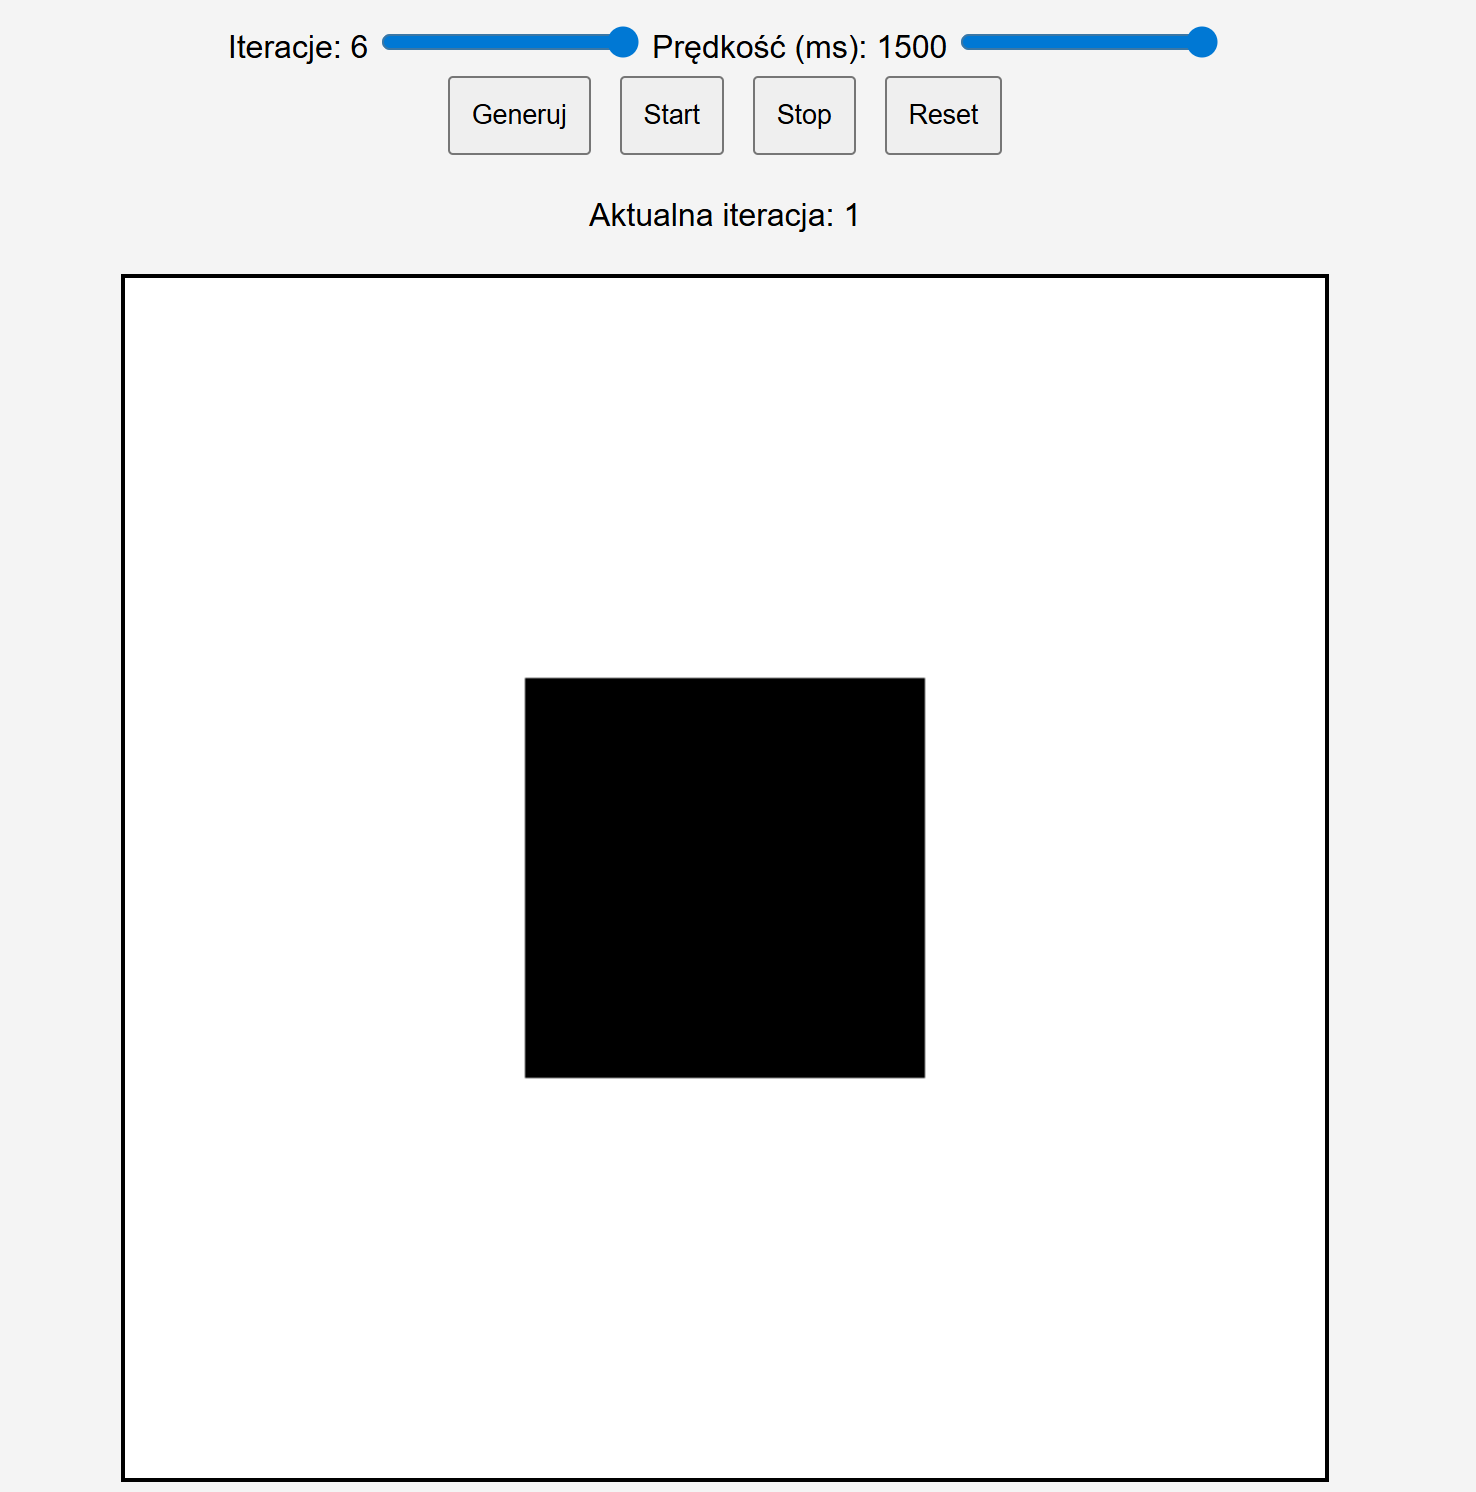 Iteracje: 6 Prędkość (ms): 1500
Generuj Start Stop Reset
Aktualna iteracja: 1